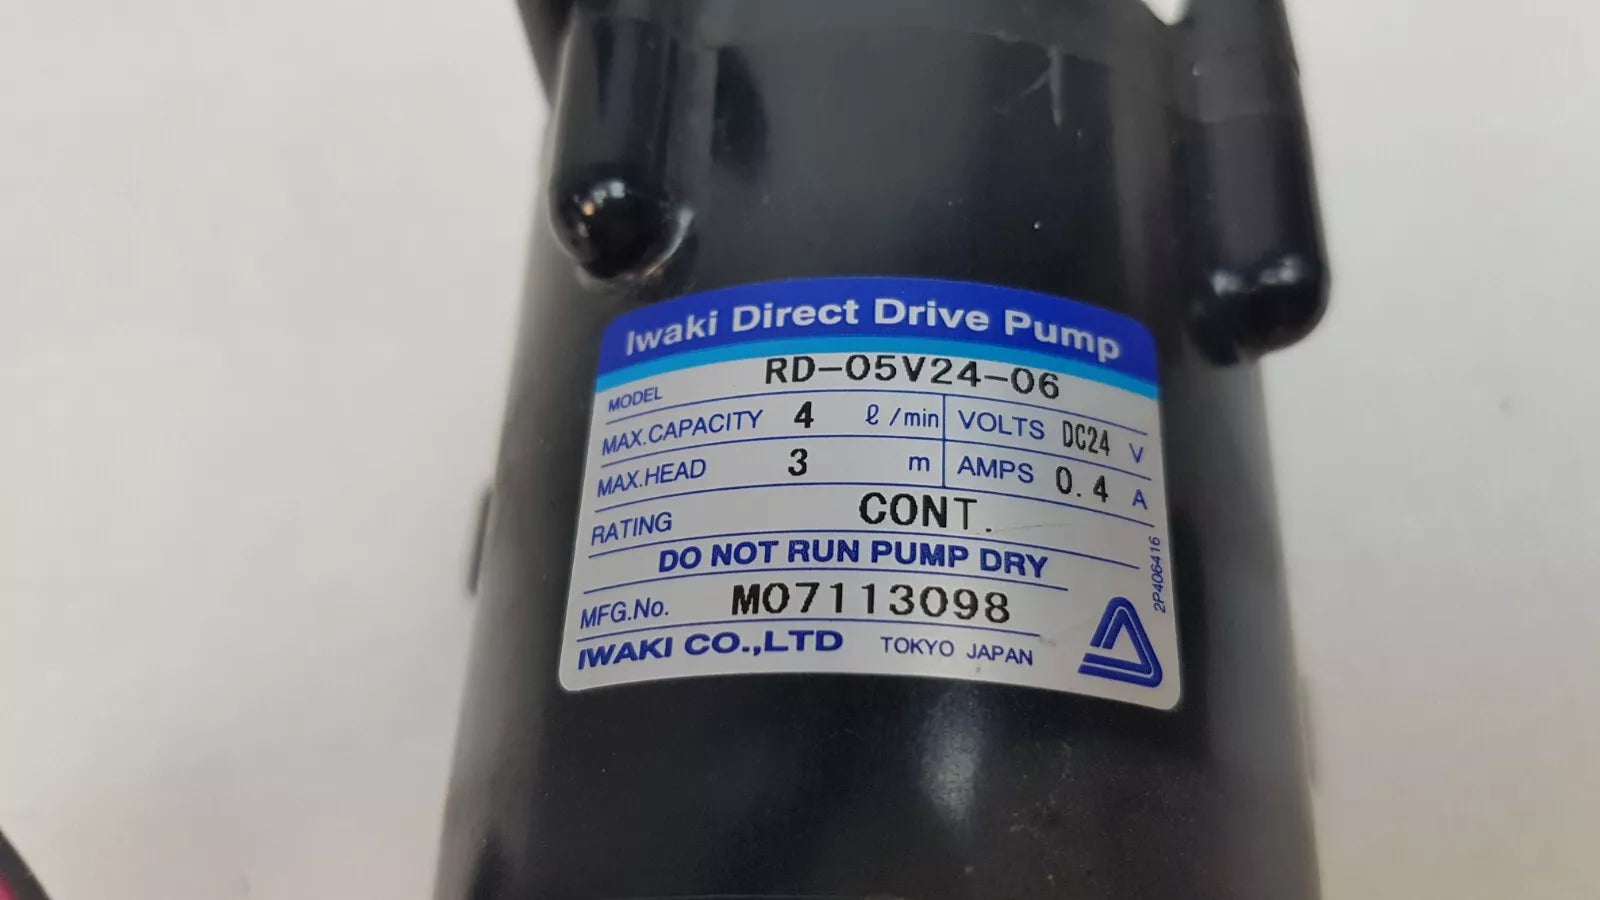 Iwaki Direct Drive Pump
MODEL RD-05V24-06
MAX.CAPACITY 4 ℓ/min VOLTS DC24 V
MAX.HEAD 3 m AMPS 0.4 A
RATING CONT.
DO NOT RUN PUMP DRY
MFG.No. M07113098
IWAKI CO.,LTD TOKYO JAPAN
2P406416